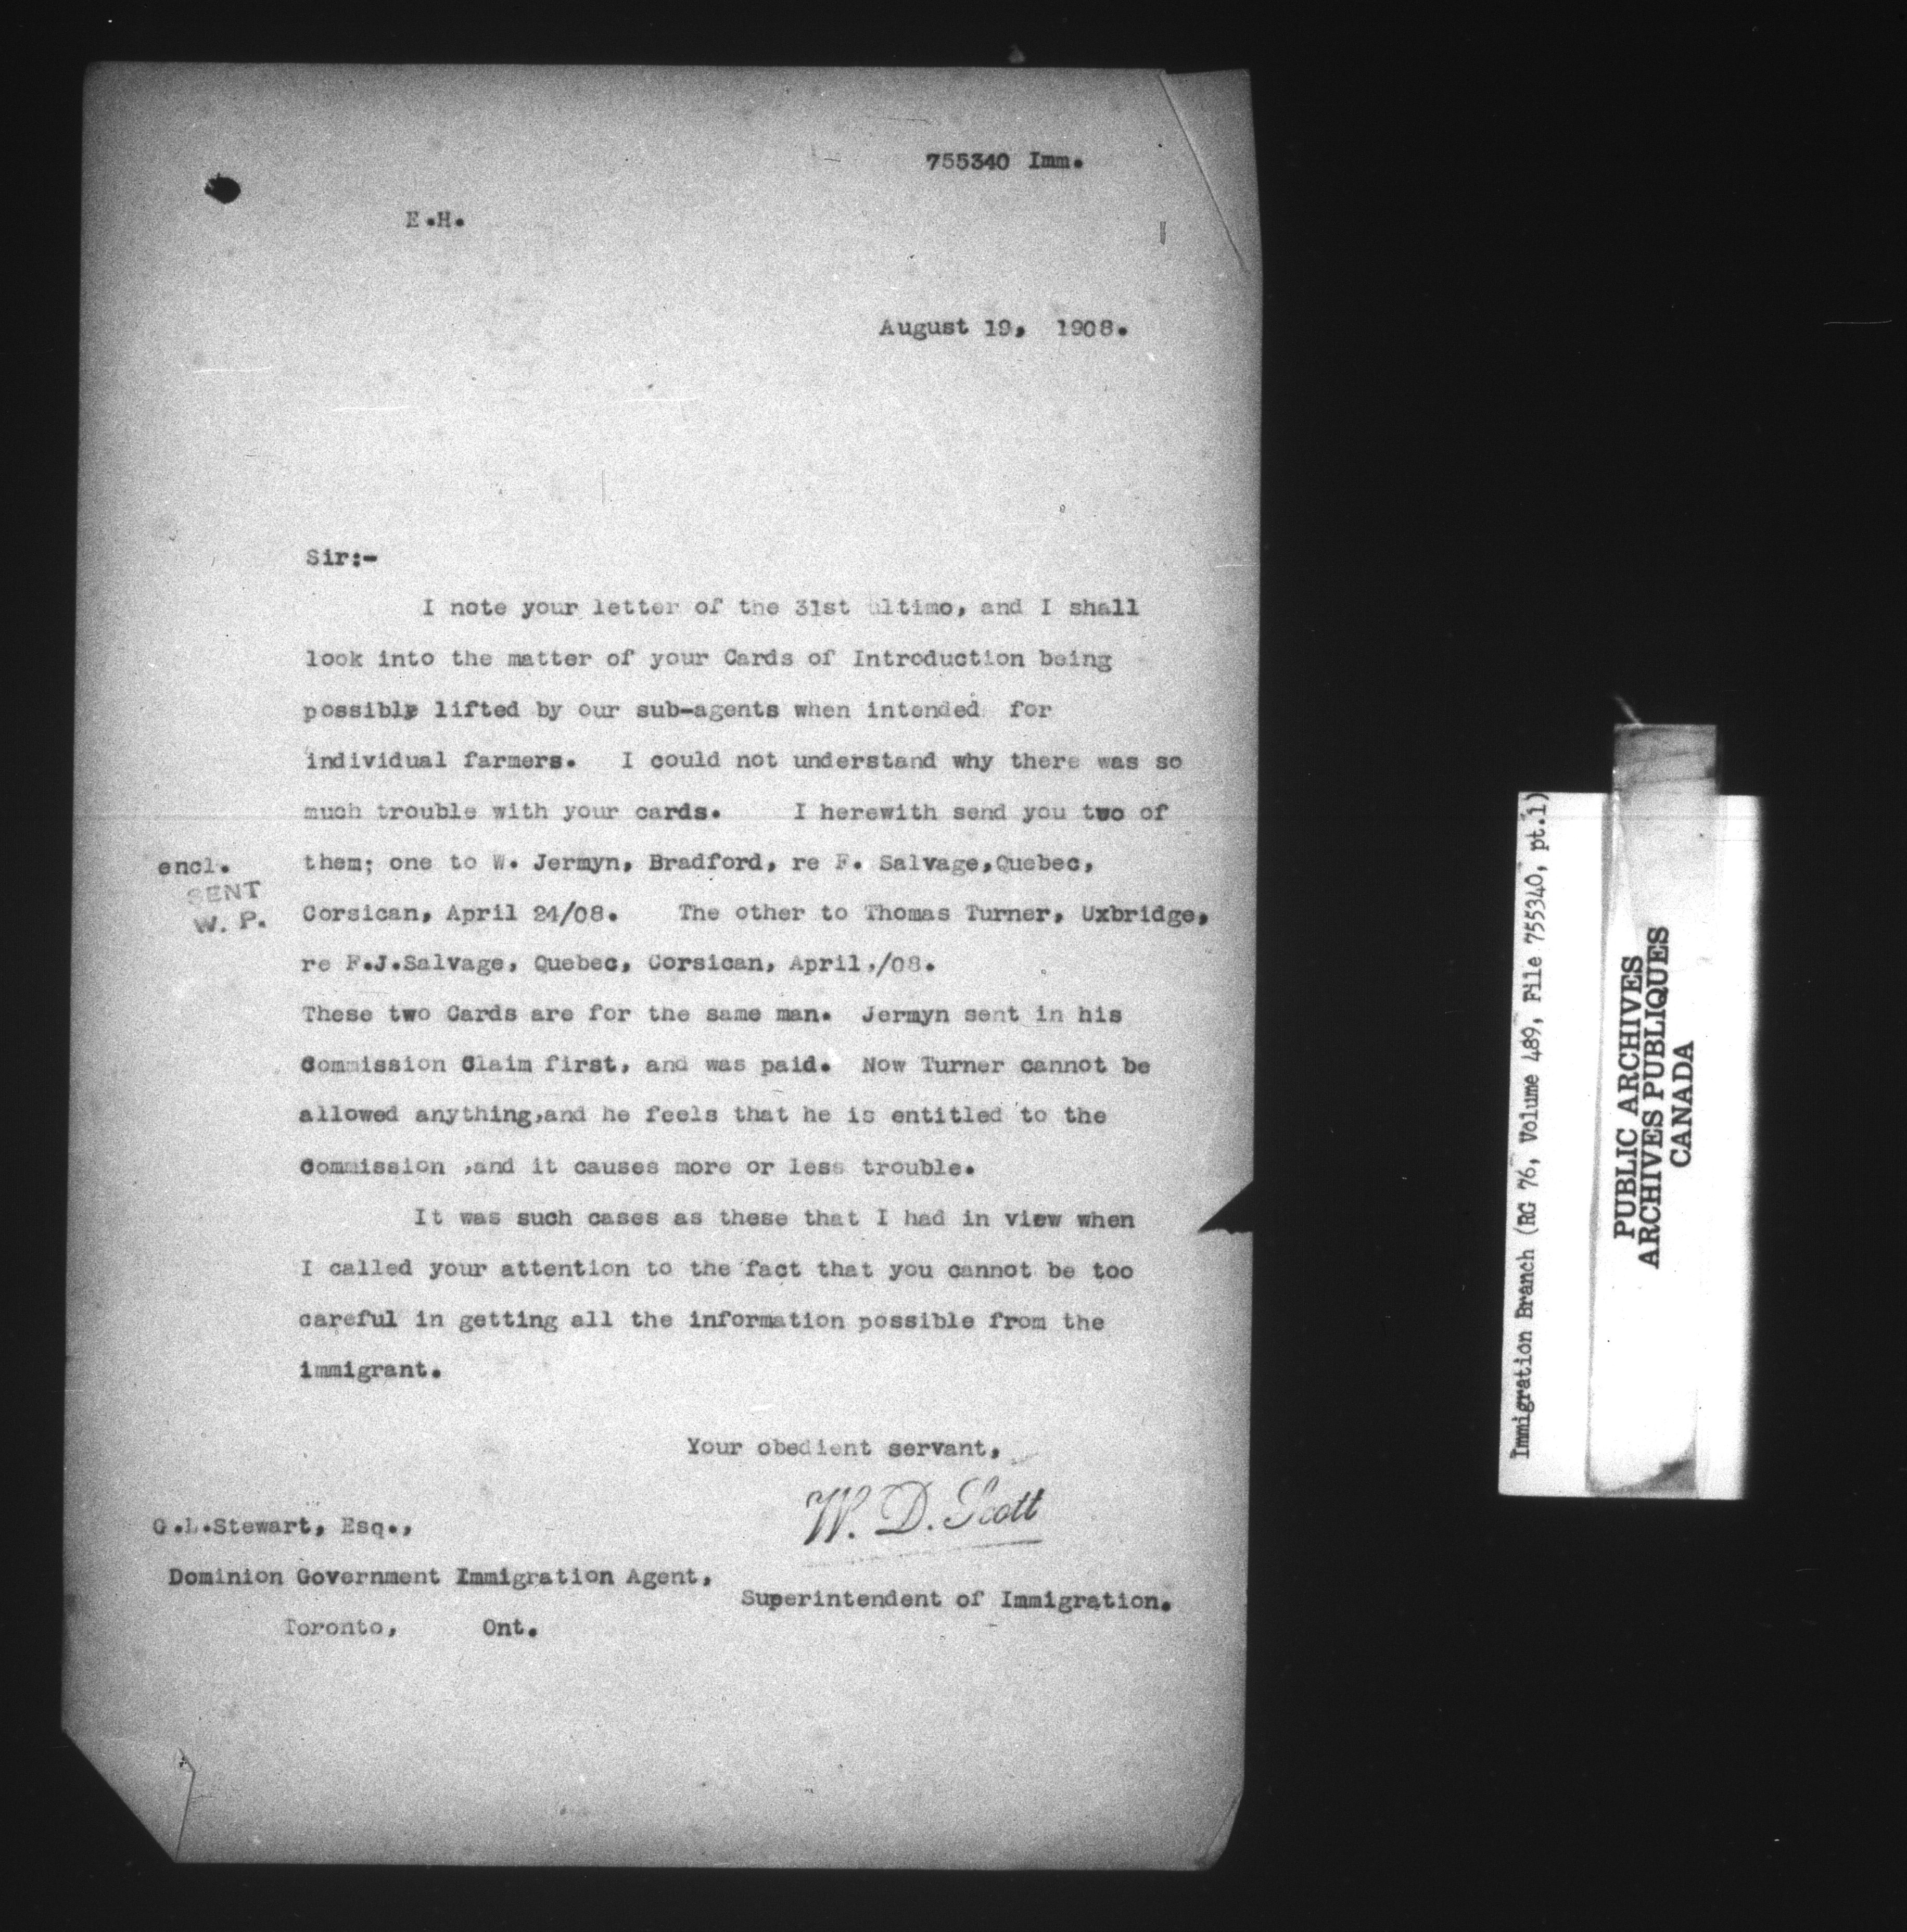 755340 Imm.
E.H.
August 19, 1908.
Sir:-
I note your letter of the 31st ultimo, and I shall
look into the matter of your Cards of Introduction being
possibly lifted by our sub-agents when intended for
individual farmers. I could not understand why there was so
much trouble with your cards. I herewith send you two of
encl. them; one to W. Jermyn, Bradford, re F. Salvage,Quebec,
SENT
W. P.
Corsican, April 24/08. The other to Thomas Turner, Uxbridge,
re F.J.Salvage, Quebec, Corsican, April,/08.
These two Cards are for the same man. Jermyn sent in his
Commission Claim first, and was paid. Now Turner cannot be
allowed anything,and he feels that he is entitled to the
Commission ,and it causes more or less trouble.
It was such cases as these that I had in view when
I called your attention to the fact that you cannot be too
careful in getting all the information possible from the
immigrant.
Your obedient servant,
W. D. Scott
G.L.Stewart, Esq.,
Dominion Government Immigration Agent,
Superintendent of Immigration.
Toronto, Ont.
Immigration Branch (RG 76, Volume 489, File 755340, pt.1)
PUBLIC ARCHIVES
ARCHIVES PUBLIQUES
CANADA